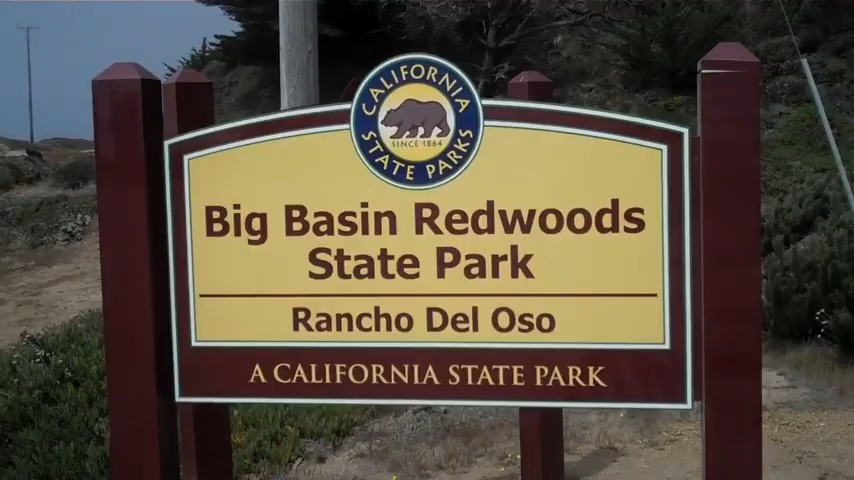 CALIFORNIA
SINCE 1864
STATE PARKS
Big Basin Redwoods
State Park
Rancho Del Oso
A CALIFORNIA STATE PARK